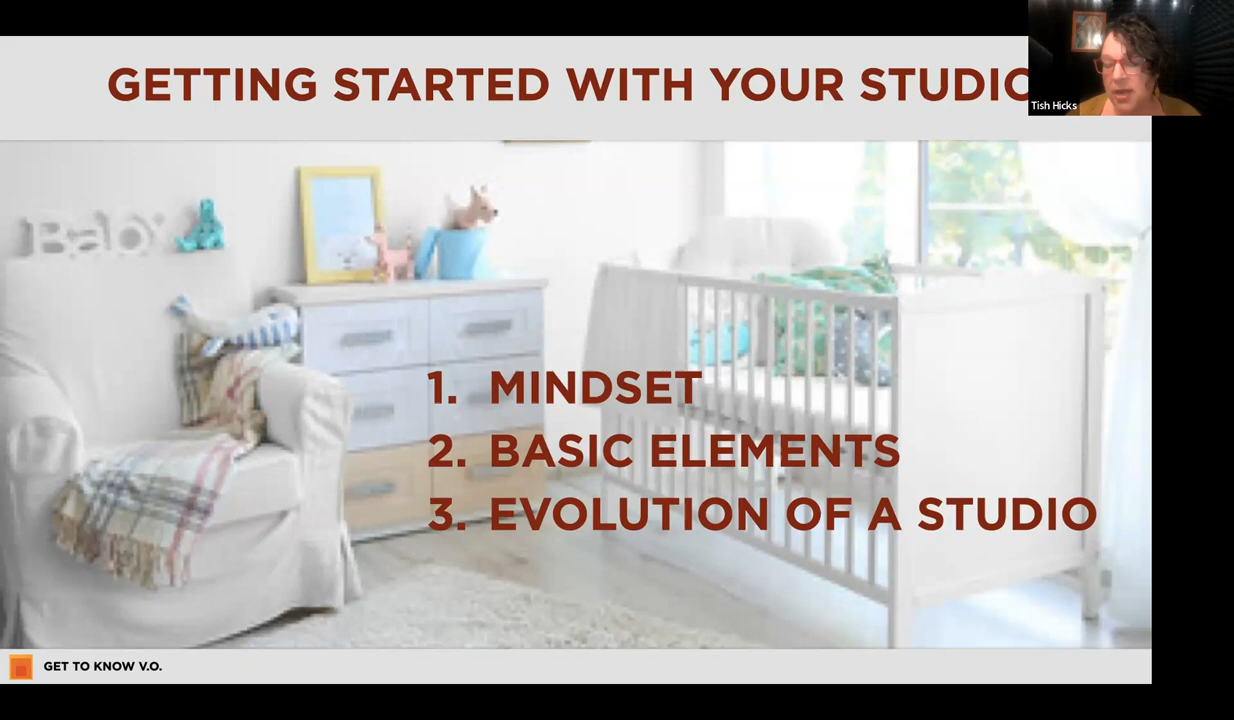 GETTING STARTED WITH YOUR STUDIO
Tish Hicks
Baby
1. MINDSET
2. BASIC ELEMENTS
3. EVOLUTION OF A STUDIO
GET TO KNOW V.O.